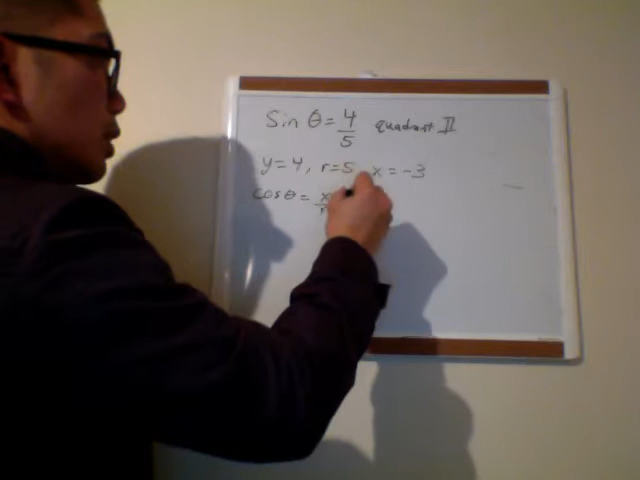 Sin θ = 4/5 quadrant II
y=4, r=5 x = -3
cos θ = x/r